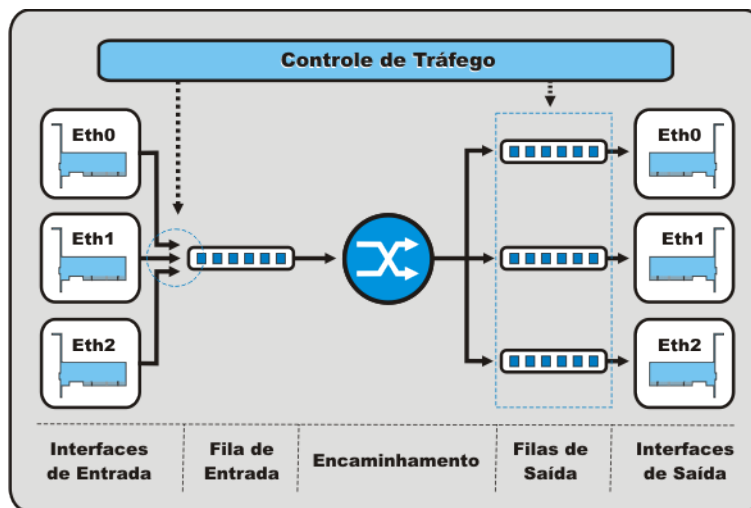 Controle de Tráfego
Eth0
Eth1
Eth2
Eth0
Eth1
Eth2
Interfaces
de Entrada
Fila de
Entrada
Encaminhamento
Filas de
Saída
Interfaces
de Saída